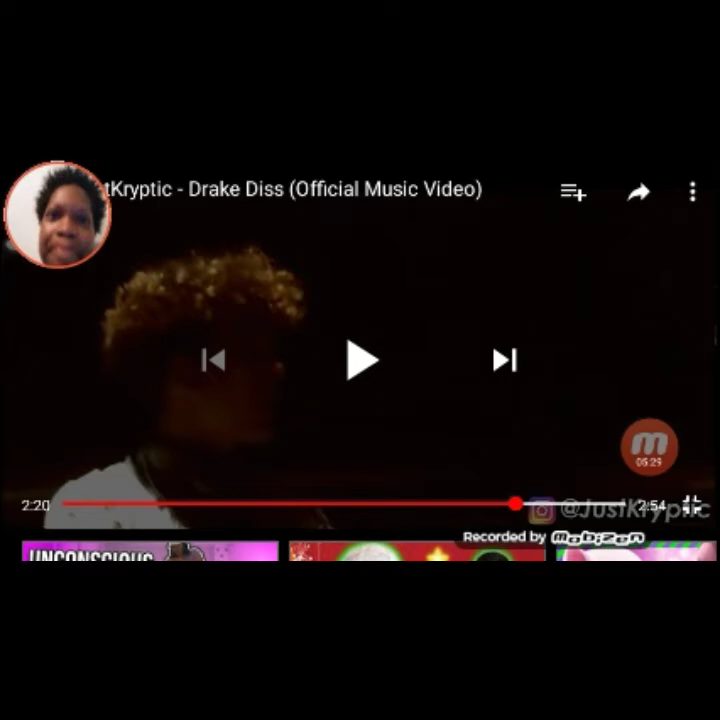 tKryptic - Drake Diss (Official Music Video)
05:29
2:20
2:54
@JustKryptic
Recorded by Mobizen
UNCONSCIOUS